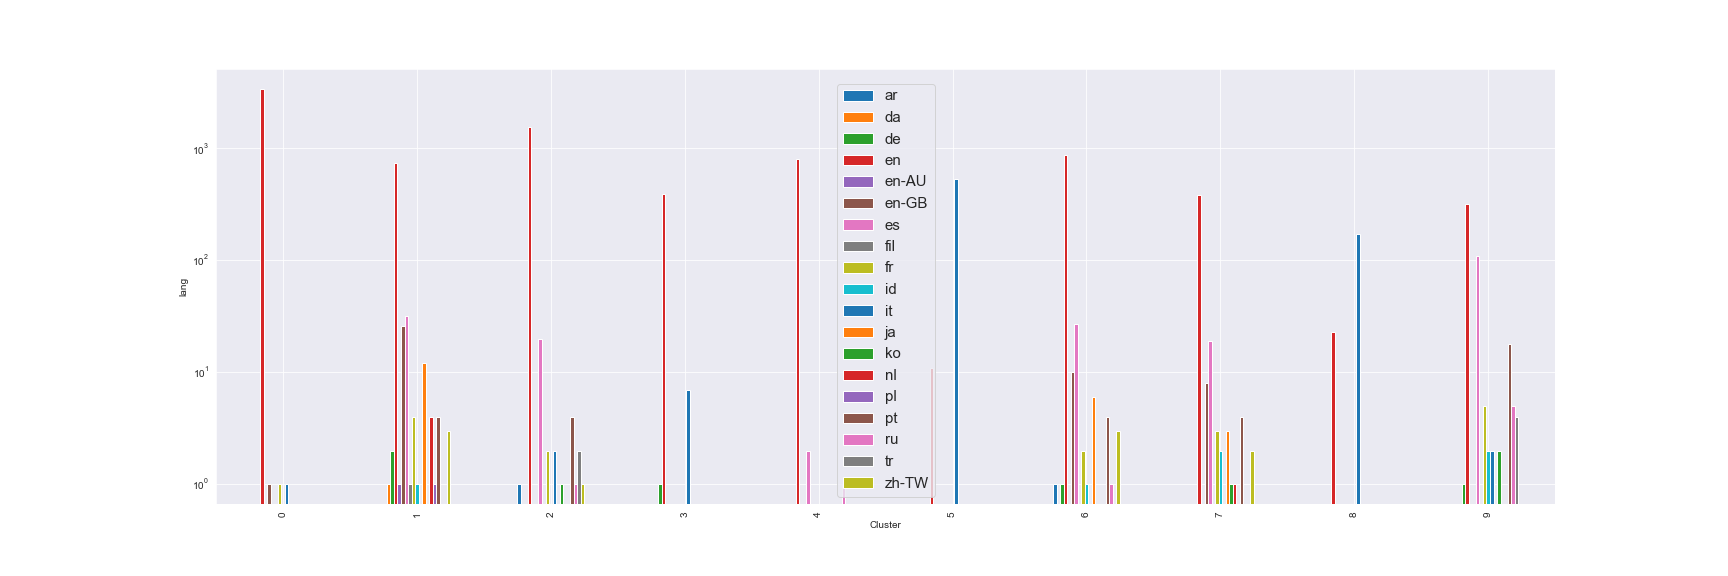 lang
10³
10²
10¹
10⁰
ar
da
de
en
en-AU
en-GB
es
fil
fr
id
it
ja
ko
nl
pl
pt
ru
tr
zh-TW
0 1 2 3 4 5 6 7 8 9
Cluster